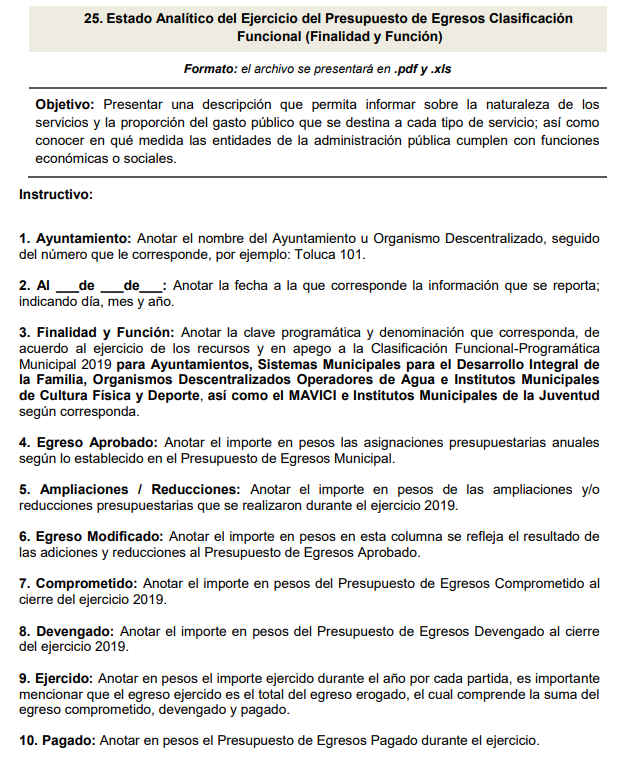 25. Estado Analítico del Ejercicio del Presupuesto de Egresos Clasificación
Funcional (Finalidad y Función)
Formato: el archivo se presentará en .pdf y .xls
Objetivo: Presentar una descripción que permita informar sobre la naturaleza de los
servicios y la proporción del gasto público que se destina a cada tipo de servicio; así como
conocer en qué medida las entidades de la administración pública cumplen con funciones
económicas o sociales.
Instructivo:
1. Ayuntamiento: Anotar el nombre del Ayuntamiento u Organismo Descentralizado, seguido
del número que le corresponde, por ejemplo: Toluca 101.
2. Al ___de ___de___: Anotar la fecha a la que corresponde la información que se reporta;
indicando día, mes y año.
3. Finalidad y Función: Anotar la clave programática y denominación que corresponda, de
acuerdo al ejercicio de los recursos y en apego a la Clasificación Funcional-Programática
Municipal 2019 para Ayuntamientos, Sistemas Municipales para el Desarrollo Integral de
la Familia, Organismos Descentralizados Operadores de Agua e Institutos Municipales
de Cultura Física y Deporte, así como el MAVICI e Institutos Municipales de la Juventud
según corresponda.
4. Egreso Aprobado: Anotar el importe en pesos las asignaciones presupuestarias anuales
según lo establecido en el Presupuesto de Egresos Municipal.
5. Ampliaciones / Reducciones: Anotar el importe en pesos de las ampliaciones y/o
reducciones presupuestarias que se realizaron durante el ejercicio 2019.
6. Egreso Modificado: Anotar el importe en pesos en esta columna se refleja el resultado de
las adiciones y reducciones al Presupuesto de Egresos Aprobado.
7. Comprometido: Anotar el importe en pesos del Presupuesto de Egresos Comprometido al
cierre del ejercicio 2019.
8. Devengado: Anotar el importe en pesos del Presupuesto de Egresos Devengado al cierre
del ejercicio 2019.
9. Ejercido: Anotar en pesos el importe ejercido durante el año por cada partida, es importante
mencionar que el egreso ejercido es el total del egreso erogado, el cual comprende la suma del
egreso comprometido, devengado y pagado.
10. Pagado: Anotar en pesos el Presupuesto de Egresos Pagado durante el ejercicio.